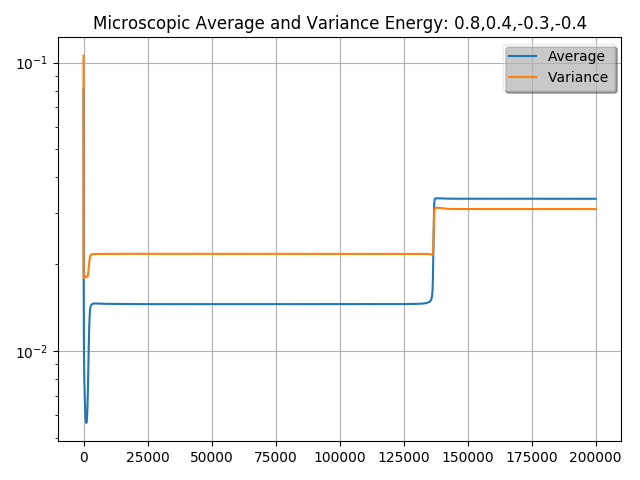 Microscopic Average and Variance Energy: 0.8,0.4,-0.3,-0.4
10⁻¹
Average
Variance
10⁻²
0 25000 50000 75000 100000 125000 150000 175000 200000